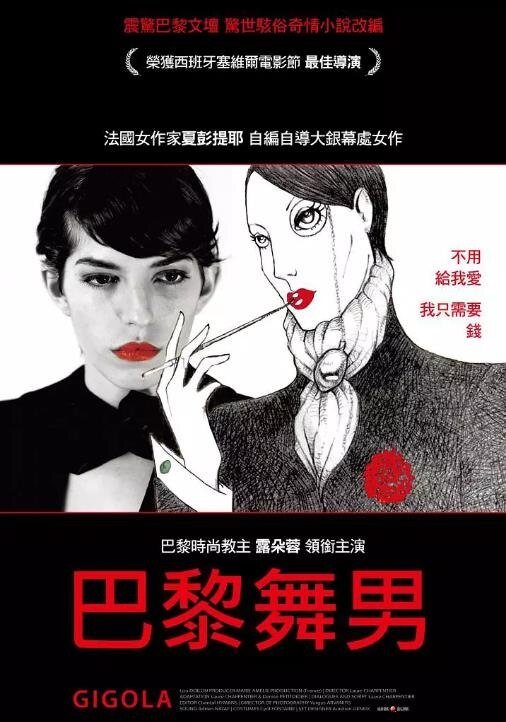 震驚巴黎文壇 驚世駭俗奇情小說改編
榮獲西班牙塞維爾電影節 最佳導演
法國女作家夏彭提耶 自編自導大銀幕處女作
不用
給我愛
我只需要
錢
巴黎時尚教主 露朵蓉 領銜主演
巴黎舞男
GIGOLA